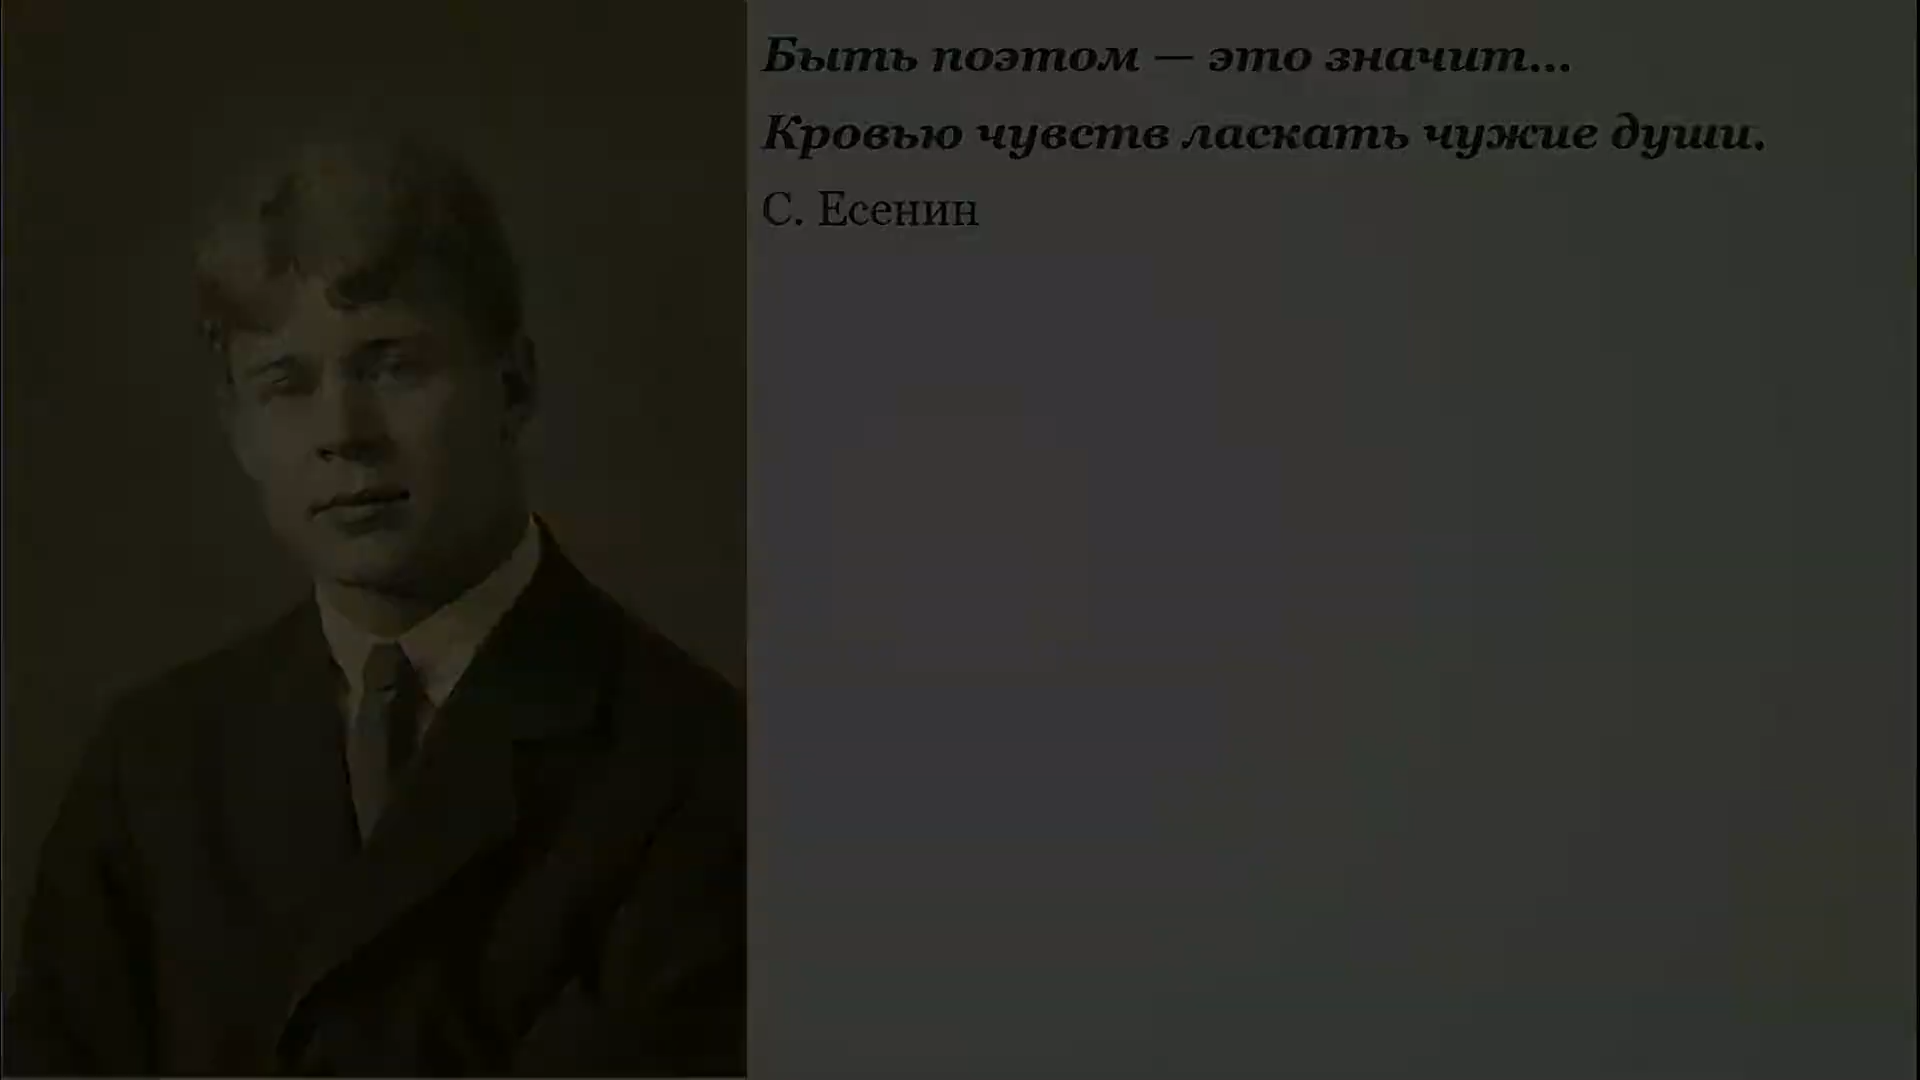 Быть поэтом — это значит...
Кровью чувств ласкать чужие души.
С. Есенин